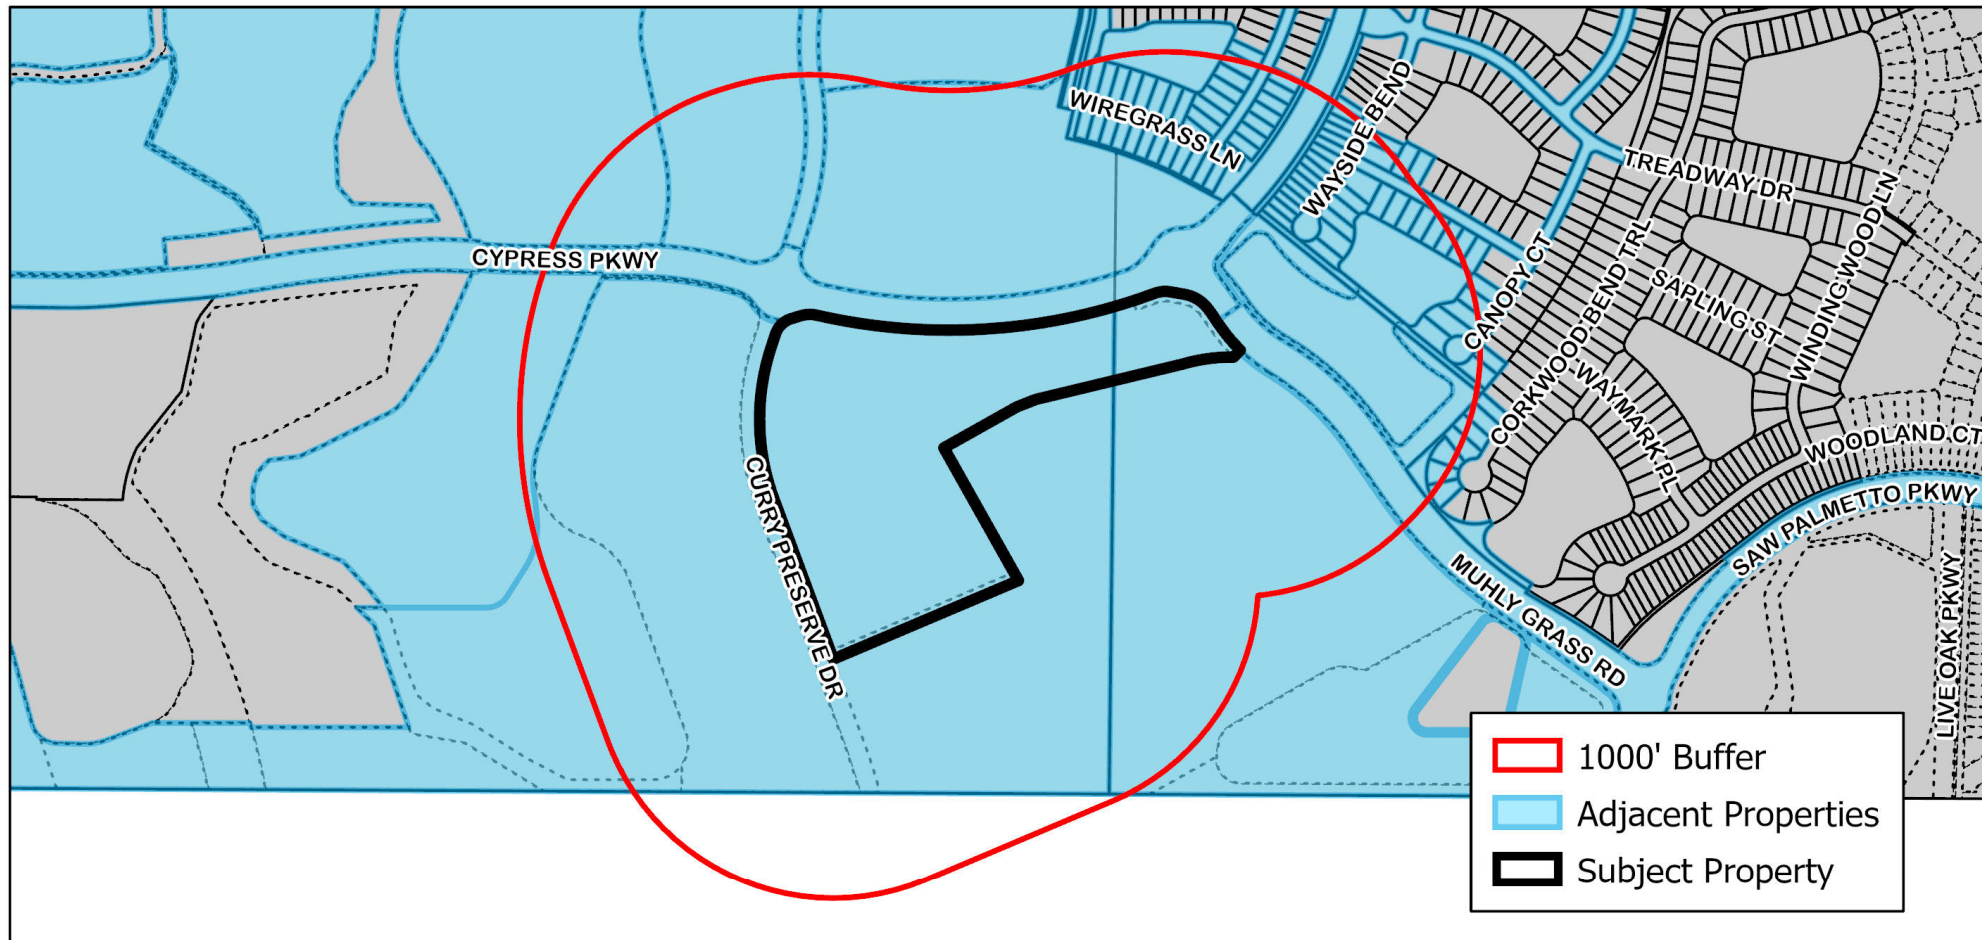 WIREGRASS LN
WAYSIDE BEND
TREADWAY DR
CYPRESS PKWY
CANOPY CT
CORKWOOD BEND TRL
SAPLING ST
WINDING WOOD LN
WAYMARK PL
WOODLAND CT
CURRY PRESERVE DR
SAW PALMETTO PKWY
MUHLY GRASS RD
LIVE OAK PKWY
1000' Buffer
Adjacent Properties
Subject Property